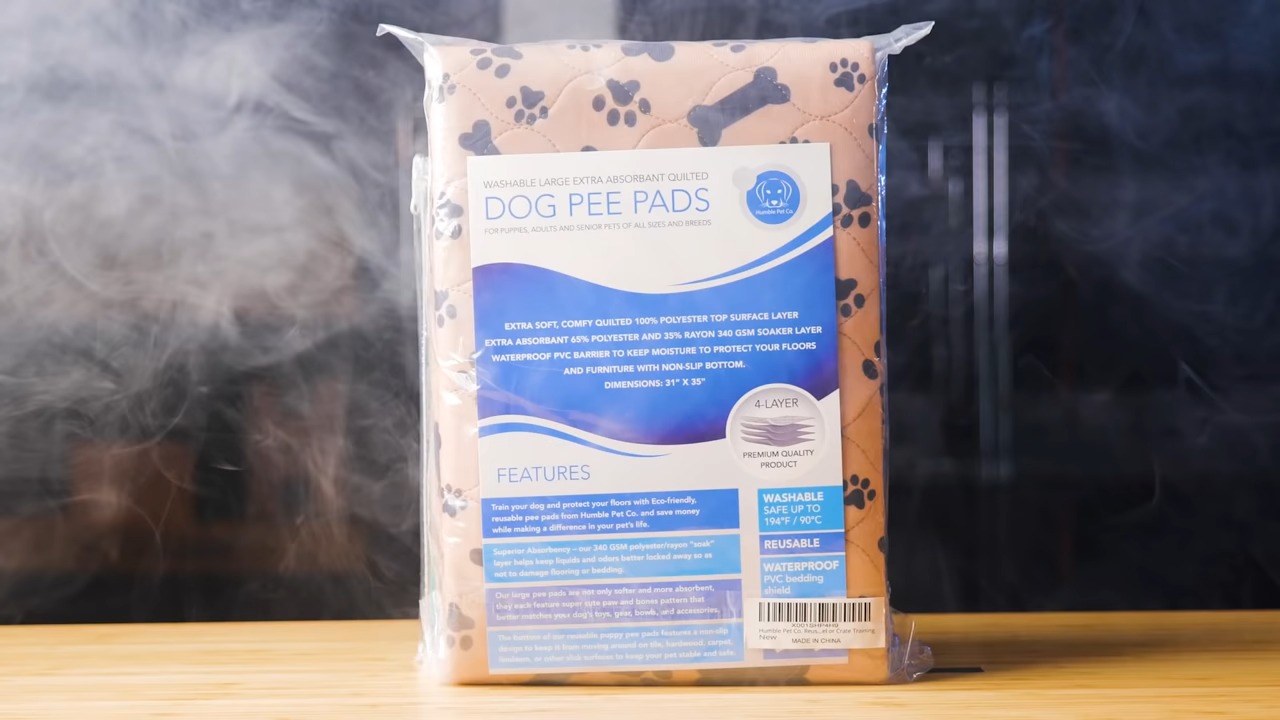 WASHABLE LARGE EXTRA ABSORBANT QUILTED
DOG PEE PADS
FOR PUPPIES, ADULTS AND SENIOR PETS OF ALL SIZES AND BREEDS
Humble Pet Co.
EXTRA SOFT, COMFY QUILTED 100% POLYESTER TOP SURFACE LAYER
EXTRA ABSORBANT 65% POLYESTER AND 35% RAYON 340 GSM SOAKER LAYER
WATERPROOF PVC BARRIER TO KEEP MOISTURE TO PROTECT YOUR FLOORS
AND FURNITURE WITH NON-SLIP BOTTOM.
DIMENSIONS: 31" X 35"
4-LAYER
PREMIUM QUALITY
PRODUCT
FEATURES
Train your dog and protect your floors with Eco-friendly,
reusable pee pads from Humble Pet Co. and save money
while making a difference in your pet's life.
Superior Absorbency – our 340 GSM polyester/rayon "soak"
layer helps keep liquids and odors better locked away so as
not to damage flooring or bedding.
Our large pee pads are not only softer and more absorbent,
they each feature super cute paw and bones pattern that
better matches your dog's toys, gear, bowls, and accessories.
The bottom of our reusable puppy pee pads features a non-slip
design to keep it from moving around on tile, hardwood, carpet,
linoleum, or other slick surfaces to keep your pet stable and safe.
WASHABLE
SAFE UP TO
194°F / 90°C
REUSABLE
WATERPROOF
PVC bedding
shield
X001SHP4H9
Humble Pet Co. Reus...el or Crate Training
New
MADE IN CHINA